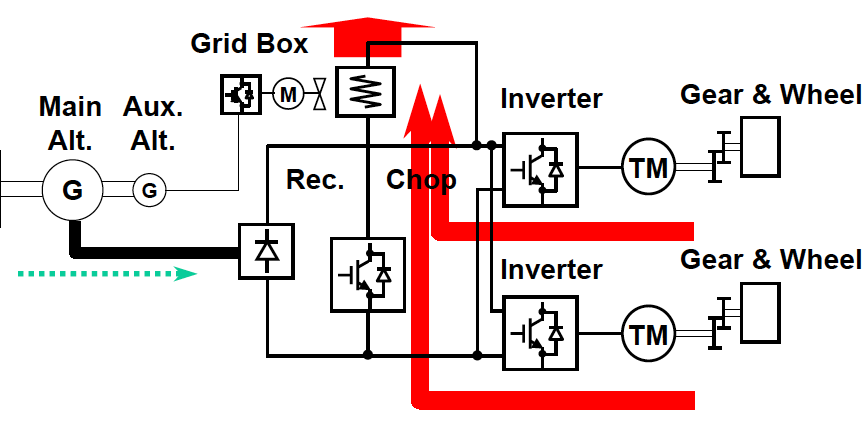 Grid Box
Main
Alt.
Aux.
Alt.
G
G
M
Rec.
Chop
Inverter
TM
Gear & Wheel
Inverter
TM
Gear & Wheel